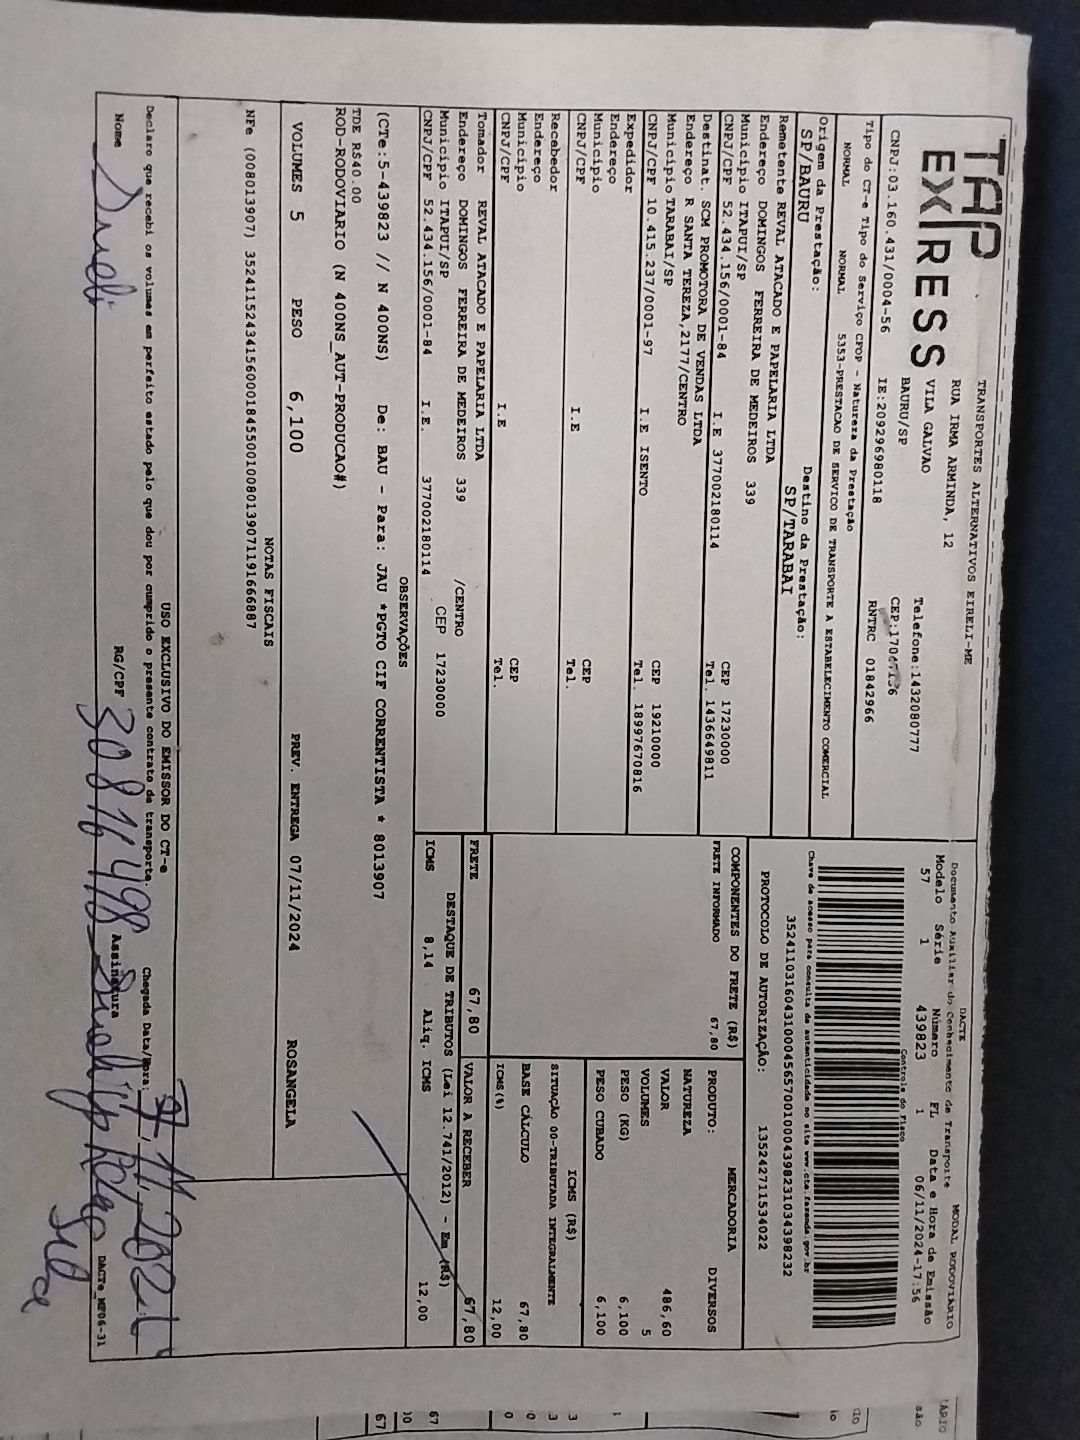 TAP EXPRESS
TRANSPORTES ALTERNATIVOS EIRELI-ME
RUA IRMA ARMINDA, 12
VILA GALVAO
BAURU/SP
Telefone:1432080777
CNPJ:03.160.431/0004-56
IE:209296980118
RNTRC 01842966
Tipo do CT-e Tipo do Serviço CFOP - Natureza da Prestação
NORMAL NORMAL 5353-PRESTACAO DE SERVICO DE TRANSPORTE A ESTABELECIMENTO COMERCIAL
Origem da Prestação: Destino da Prestação:
SP/BAURU SP/TARABAI
DACTE MODAL RODOVIÁRIO
Documento Auxiliar do Conhecimento de Transporte
Modelo Série Número FL Data e Hora de Emissão
57 1 439823 1 06/11/2024-17:56
Controle do Fisco
Chave de acesso para consulta de autenticidade no site www.cte.fazenda.gov.br
35241103160431000456570010004398231034398232
PROTOCOLO DE AUTORIZAÇÃO: 135242711534022
Remetente REVAL ATACADO E PAPELARIA LTDA
Endereço DOMINGOS FERREIRA DE MEDEIROS 339
Município ITAPUI/SP CEP 17230000
CNPJ/CPF 52.434.156/0001-84 I.E 377002180114 Tel. 1436649811
Destinat. SCM PROMOTORA DE VENDAS LTDA
Endereço R SANTA TEREZA,2177/CENTRO
Município TARABAI/SP CEP 19210000
CNPJ/CPF 10.415.237/0001-97 I.E ISENTO Tel. 18997670816
Expedidor
Endereço
Município CEP
CNPJ/CPF I.E Tel.
Recebedor
Endereço
Município CEP
CNPJ/CPF I.E Tel.
Tomador REVAL ATACADO E PAPELARIA LTDA
Endereço DOMINGOS FERREIRA DE MEDEIROS 339 /CENTRO
Município ITAPUI/SP CEP 17230000
CNPJ/CPF 52.434.156/0001-84 I.E. 377002180114
COMPONENTES DO FRETE (R$)
FRETE INFORMADO 67,80
MERCADORIA
PRODUTO: DIVERSOS
NATUREZA
VALOR 486,60
VOLUMES 5
PESO (KG) 6,100
PESO CUBADO 6,100
ICMS (R$)
SITUAÇÃO 00-TRIBUTADA INTEGRALMENTE
BASE CÁLCULO 67,80
ICMS(%) 12,00
FRETE 67,80 VALOR A RECEBER 67,80
DESTAQUE DE TRIBUTOS (Lei 12.741/2012) - Em (R$)
ICMS 8,14 Aliq. ICMS 12,00
OBSERVAÇÕES
(CTe:5-439823 // N 400NS) De: BAU - Para: JAU *PGTO CIF CORRENTISTA * 8013907
TDE R$40.00
ROD-RODOVIARIO (N 400NS_AUT-PRODUCAO#)
VOLUMES 5 PESO 6,100 PREV. ENTREGA 07/11/2024 ROSANGELA
NOTAS FISCAIS
NFe (008013907) 35241152434156000184550010080139071191666887
USO EXCLUSIVO DO EMISSOR DO CT-e
Declaro que recebi os volumes em perfeito estado pelo que dou por cumprido o presente contrato de transporte. Chegada Data/Hora:
Nome Sueli RG/CPF Assinatura
DACTe_MP06-31